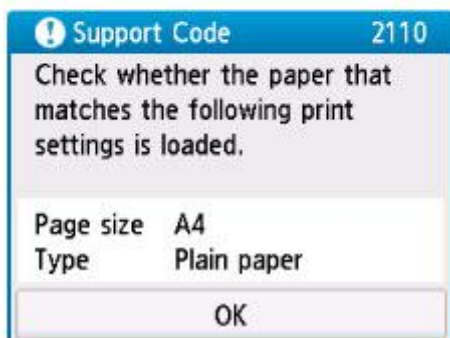 Support Code 2110
Check whether the paper that
matches the following print
settings is loaded.
Page size A4
Type Plain paper
OK